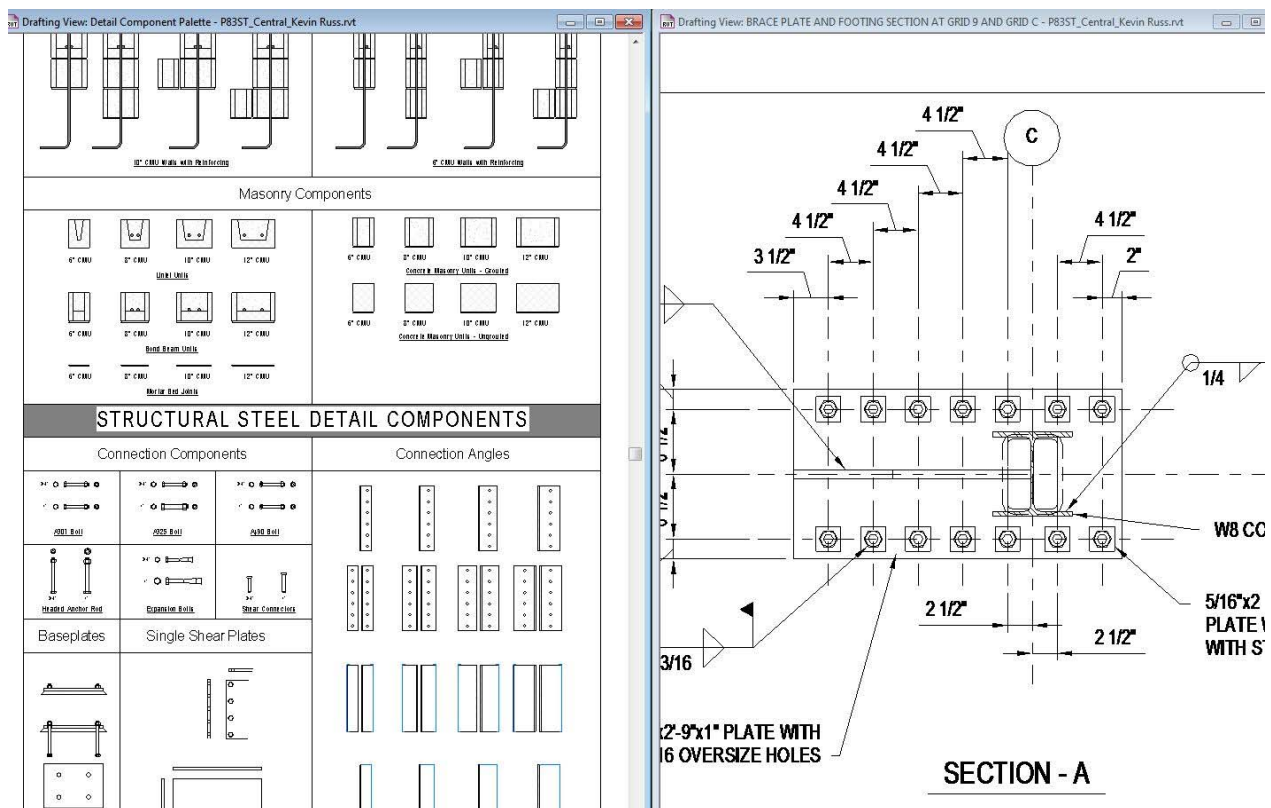 Drafting View: Detail Component Palette - P83ST_Central_Kevin Russ.rvt
10" CMU Walls with Reinforcing
6" CMU Walls with Reinforcing
Masonry Components
6" CMU
8" CMU
10" CMU
12" CMU
Lintel Units
6" CMU
8" CMU
10" CMU
12" CMU
Concrete Masonry Units - Grouted
6" CMU
8" CMU
10" CMU
12" CMU
Bond Beam Units
6" CMU
8" CMU
10" CMU
12" CMU
Concrete Masonry Units - Ungrouted
6" CMU
8" CMU
10" CMU
12" CMU
Mortar Bed Joints
STRUCTURAL STEEL DETAIL COMPONENTS
Connection Components
Connection Angles
A325 Bolt
A490 Bolt
Headed Anchor Rod
Expansion Bolts
Shear Connectors
Baseplates
Single Shear Plates
Drafting View: BRACE PLATE AND FOOTING SECTION AT GRID 9 AND GRID C - P83ST_Central_Kevin Russ.rvt
4 1/2"
C
4 1/2"
4 1/2"
4 1/2"
4 1/2"
3 1/2"
2"
1/4
W8 CO
2 1/2"
5/16"x2
PLATE W
WITH ST
2 1/2"
3/16
x2'-9"x1" PLATE WITH
16 OVERSIZE HOLES
SECTION - A